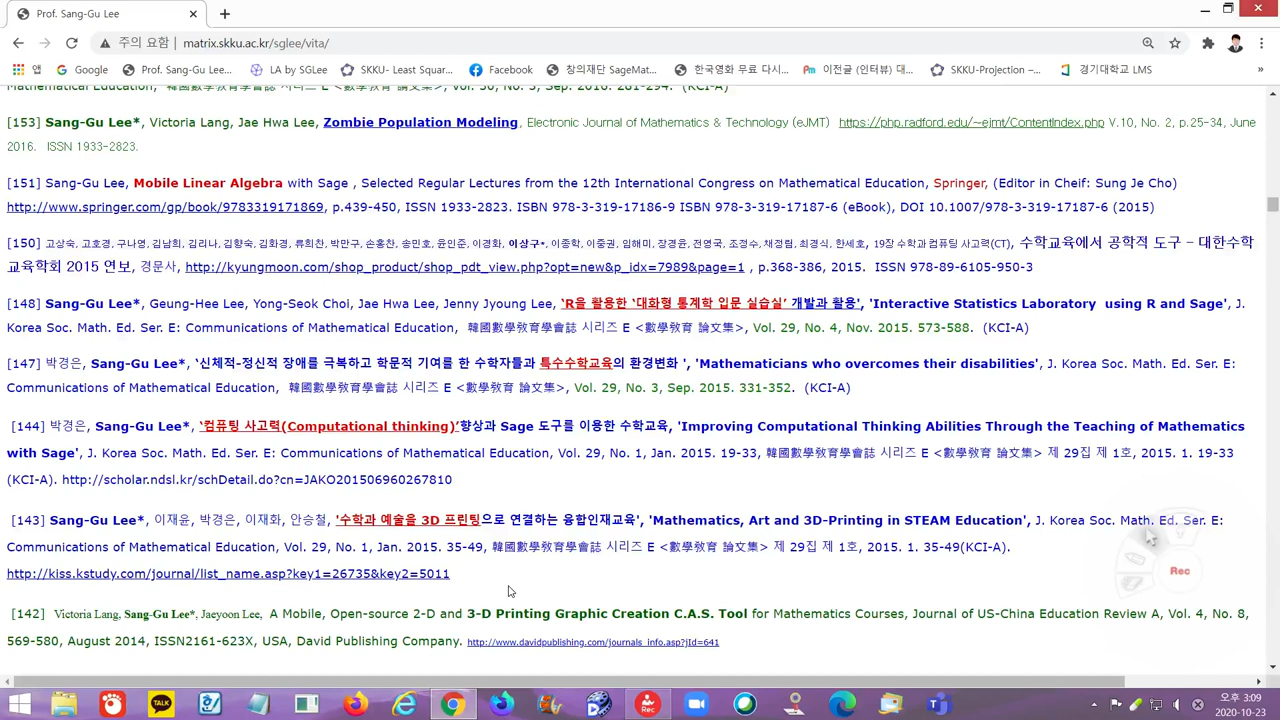 Prof. Sang-Gu Lee
주의 요함 | matrix.skku.ac.kr/sglee/vita/
앱 Google Prof. Sang-Gu Lee... LA by SGLee SKKU- Least Squar... Facebook 창의재단 SageMat... 한국영화 무료 다시... 이전글 (인터뷰) 대... SKKU-Projection –... 경기대학교 LMS »
Mathematical Education, 韓國數學敎育學會誌 시리즈 E <數學敎育 論文集>, Vol. 30, No. 3, Sep. 2016. 281-294. (KCI-A)
[153] Sang-Gu Lee*, Victoria Lang, Jae Hwa Lee, Zombie Population Modeling, Electronic Journal of Mathematics & Technology (eJMT) https://php.radford.edu/~ejmt/ContentIndex.php V.10, No. 2, p.25-34, June
2016. ISSN 1933-2823.
[151] Sang-Gu Lee, Mobile Linear Algebra with Sage , Selected Regular Lectures from the 12th International Congress on Mathematical Education, Springer, (Editor in Cheif: Sung Je Cho)
http://www.springer.com/gp/book/9783319171869, p.439-450, ISSN 1933-2823. ISBN 978-3-319-17186-9 ISBN 978-3-319-17187-6 (eBook), DOI 10.1007/978-3-319-17187-6 (2015)
[150] 고상숙, 고호경, 구나영, 김남희, 김리나, 김향숙, 김화경, 류희찬, 박만구, 손홍찬, 송민호, 윤인준, 이경화, 이상구*, 이종학, 이중권, 임해미, 장경윤, 전영국, 조정수, 채정림, 최경식, 한세호, 19장 수학과 컴퓨팅 사고력(CT), 수학교육에서 공학적 도구 – 대한수학
교육학회 2015 연보, 경문사, http://kyungmoon.com/shop_product/shop_pdt_view.php?opt=new&p_idx=7989&page=1 , p.368-386, 2015. ISSN 978-89-6105-950-3
[148] Sang-Gu Lee*, Geung-Hee Lee, Yong-Seok Choi, Jae Hwa Lee, Jenny Jyoung Lee, 'R을 활용한 '대화형 통계학 입문 실습실' 개발과 활용', 'Interactive Statistics Laboratory using R and Sage', J.
Korea Soc. Math. Ed. Ser. E: Communications of Mathematical Education, 韓國數學敎育學會誌 시리즈 E <數學敎育 論文集>, Vol. 29, No. 4, Nov. 2015. 573-588. (KCI-A)
[147] 박경은, Sang-Gu Lee*, '신체적-정신적 장애를 극복하고 학문적 기여를 한 수학자들과 특수수학교육의 환경변화 ', 'Mathematicians who overcomes their disabilities', J. Korea Soc. Math. Ed. Ser. E:
Communications of Mathematical Education, 韓國數學敎育學會誌 시리즈 E <數學敎育 論文集>, Vol. 29, No. 3, Sep. 2015. 331-352. (KCI-A)
[144] 박경은, Sang-Gu Lee*, '컴퓨팅 사고력(Computational thinking)'향상과 Sage 도구를 이용한 수학교육, 'Improving Computational Thinking Abilities Through the Teaching of Mathematics
with Sage', J. Korea Soc. Math. Ed. Ser. E: Communications of Mathematical Education, Vol. 29, No. 1, Jan. 2015. 19-33, 韓國數學敎育學會誌 시리즈 E <數學敎育 論文集> 제 29집 제 1호, 2015. 1. 19-33
(KCI-A). http://scholar.ndsl.kr/schDetail.do?cn=JAKO201506960267810
[143] Sang-Gu Lee*, 이재윤, 박경은, 이재화, 안승철, '수학과 예술을 3D 프린팅으로 연결하는 융합인재교육', 'Mathematics, Art and 3D-Printing in STEAM Education', J. Korea Soc. Math. Ed. Ser. E:
Communications of Mathematical Education, Vol. 29, No. 1, Jan. 2015. 35-49, 韓國數學敎育學會誌 시리즈 E <數學敎育 論文集> 제 29집 제 1호, 2015. 1. 35-49(KCI-A).
http://kiss.kstudy.com/journal/list_name.asp?key1=26735&key2=5011
Rec
[142] Victoria Lang, Sang-Gu Lee*, Jaeyoon Lee, A Mobile, Open-source 2-D and 3-D Printing Graphic Creation C.A.S. Tool for Mathematics Courses, Journal of US-China Education Review A, Vol. 4, No. 8,
569-580, August 2014, ISSN2161-623X, USA, David Publishing Company. http://www.davidpublishing.com/journals_info.asp?jId=641
TALK Rec 오후 3:09
2020-10-23